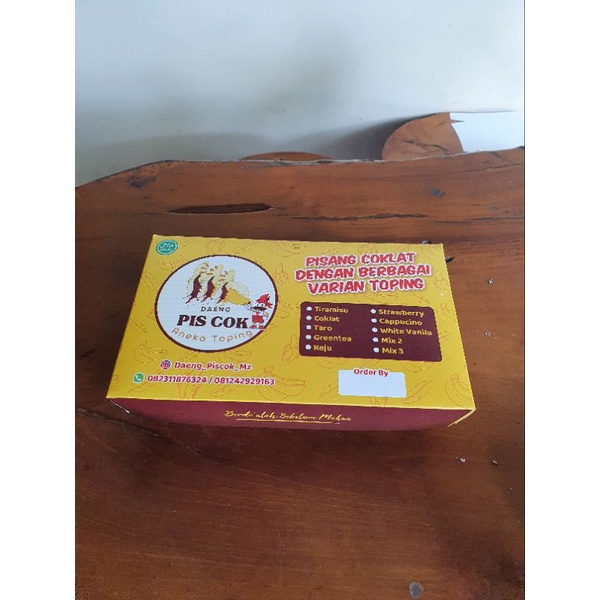 PISANG COKLAT
DENGAN BERBAGAI
VARIAN TOPING
DAENG
PIS COK
Aneka Toping
Tiramisu
Coklat
Taro
Greentea
Keju
Strawberry
Cappucino
White Vanila
Mix 2
Mix 3
Order By
Daeng_Piscok_Mz
082311876324 / 081242929163